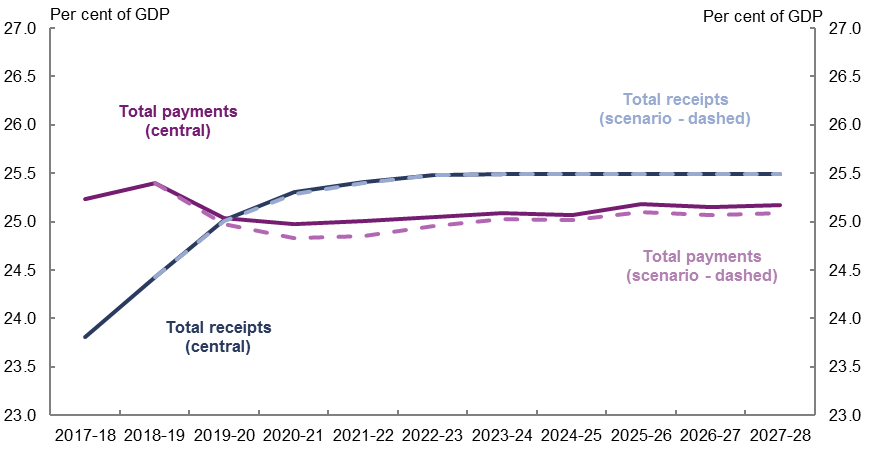 Per cent of GDP
Per cent of GDP
27.0
27.0
26.5
26.5
26.0
26.0
25.5
25.5
25.0
25.0
24.5
24.5
24.0
24.0
23.5
23.5
23.0
23.0
Total payments
(central)
Total receipts
(scenario - dashed)
Total payments
(scenario - dashed)
Total receipts
(central)
2017-18 2018-19 2019-20 2020-21 2021-22 2022-23 2023-24 2024-25 2025-26 2026-27 2027-28